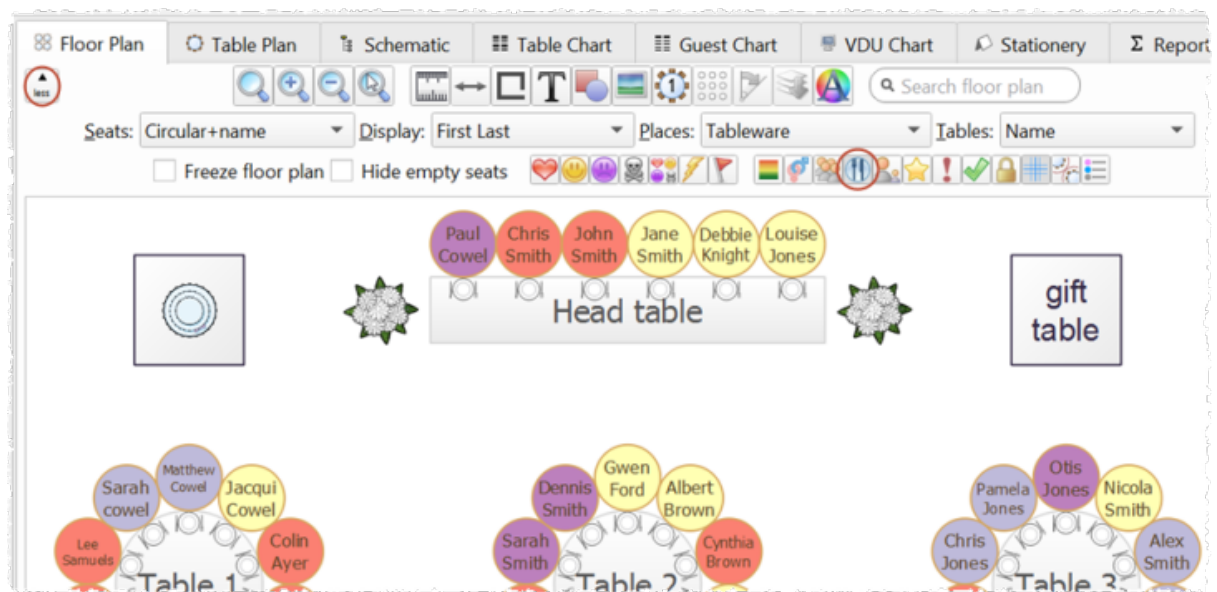 Floor Plan Table Plan Schematic Table Chart Guest Chart VDU Chart Stationery Σ Report
less T 1 A Search floor plan
Seats: Circular+name Display: First Last Places: Tableware Tables: Name
Freeze floor plan Hide empty seats
Paul Cowel
Chris Smith
John Smith
Jane Smith
Debbie Knight
Louise Jones
Head table
gift
table
Lee Samuels
Sarah cowel
Matthew Cowel
Jacqui Cowel
Colin Ayer
Table 1
Sarah Smith
Dennis Smith
Gwen Ford
Albert Brown
Cynthia Brown
Table 2
Chris Jones
Pamela Jones
Otis Jones
Nicola Smith
Alex Smith
Table 3